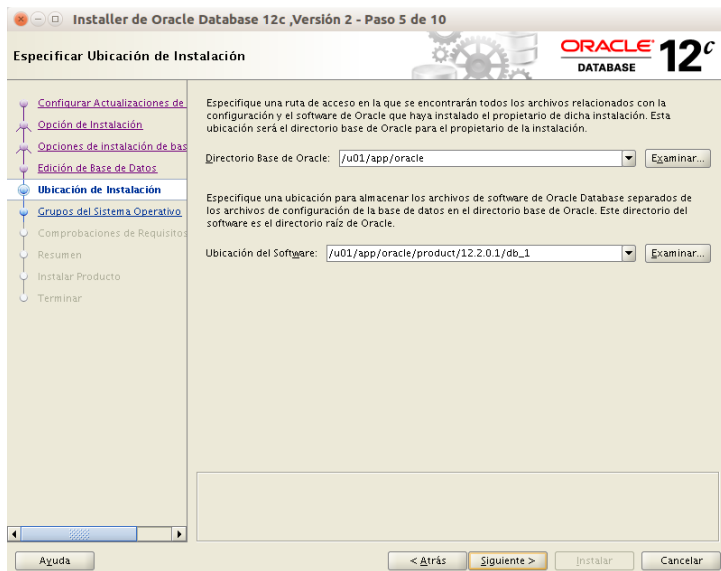 Installer de Oracle Database 12c ,Versión 2 - Paso 5 de 10
Especificar Ubicación de Instalación
ORACLE
DATABASE
12c
Configurar Actualizaciones de
Opción de Instalación
Opciones de instalación de bas
Edición de Base de Datos
Ubicación de Instalación
Grupos del Sistema Operativo
Comprobaciones de Requisitos
Resumen
Instalar Producto
Terminar
Especifique una ruta de acceso en la que se encontrarán todos los archivos relacionados con la
configuración y el software de Oracle que haya instalado el propietario de dicha instalación. Esta
ubicación será el directorio base de Oracle para el propietario de la instalación.
Directorio Base de Oracle: /u01/app/oracle Examinar...
Especifique una ubicación para almacenar los archivos de software de Oracle Database separados de
los archivos de configuración de la base de datos en el directorio base de Oracle. Este directorio del
software es el directorio raíz de Oracle.
Ubicación del Software: /u01/app/oracle/product/12.2.0.1/db_1 Examinar...
Ayuda < Atrás Siguiente > Instalar Cancelar